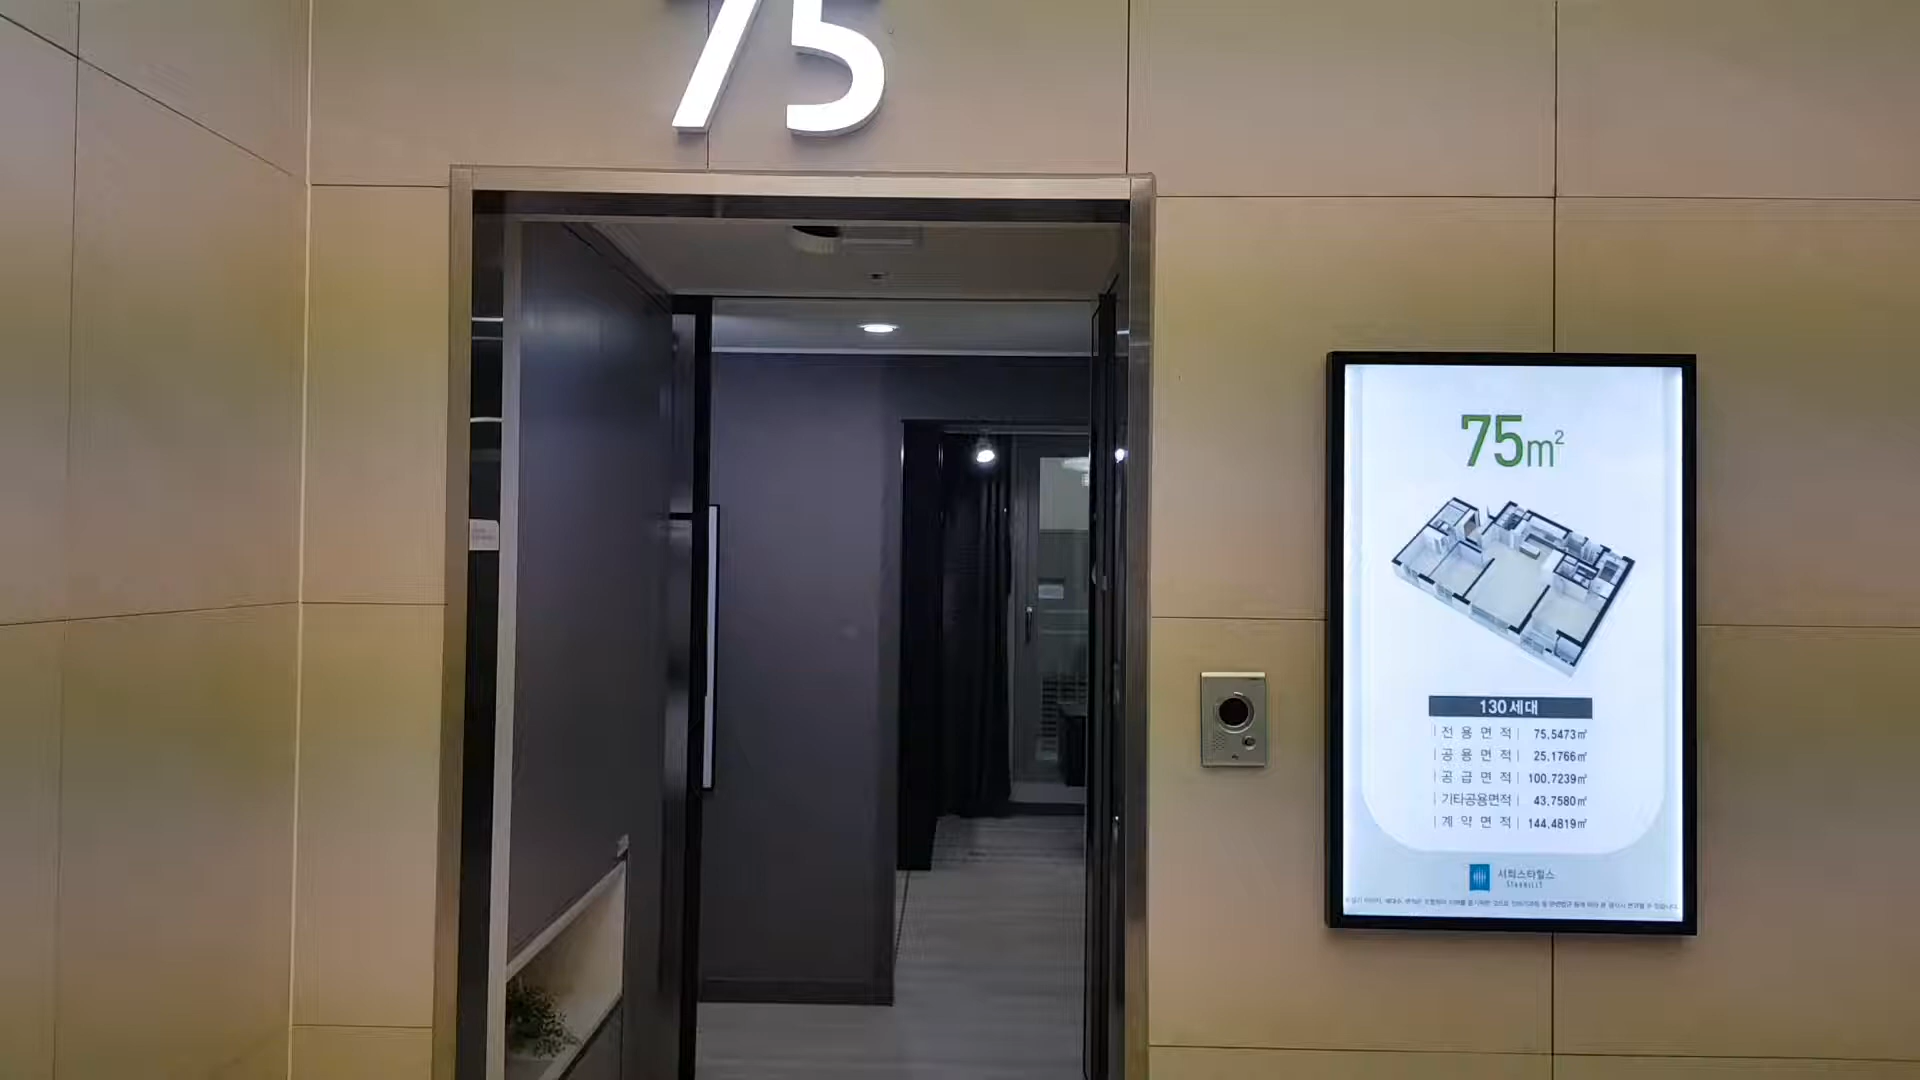 75
75m²
130세대
전용면적 75.5473㎡
공용면적 25.1766㎡
공급면적 100.7239㎡
기타공용면적 43.7580㎡
계약면적 144.4819㎡
서희스타힐스
STARHILLS